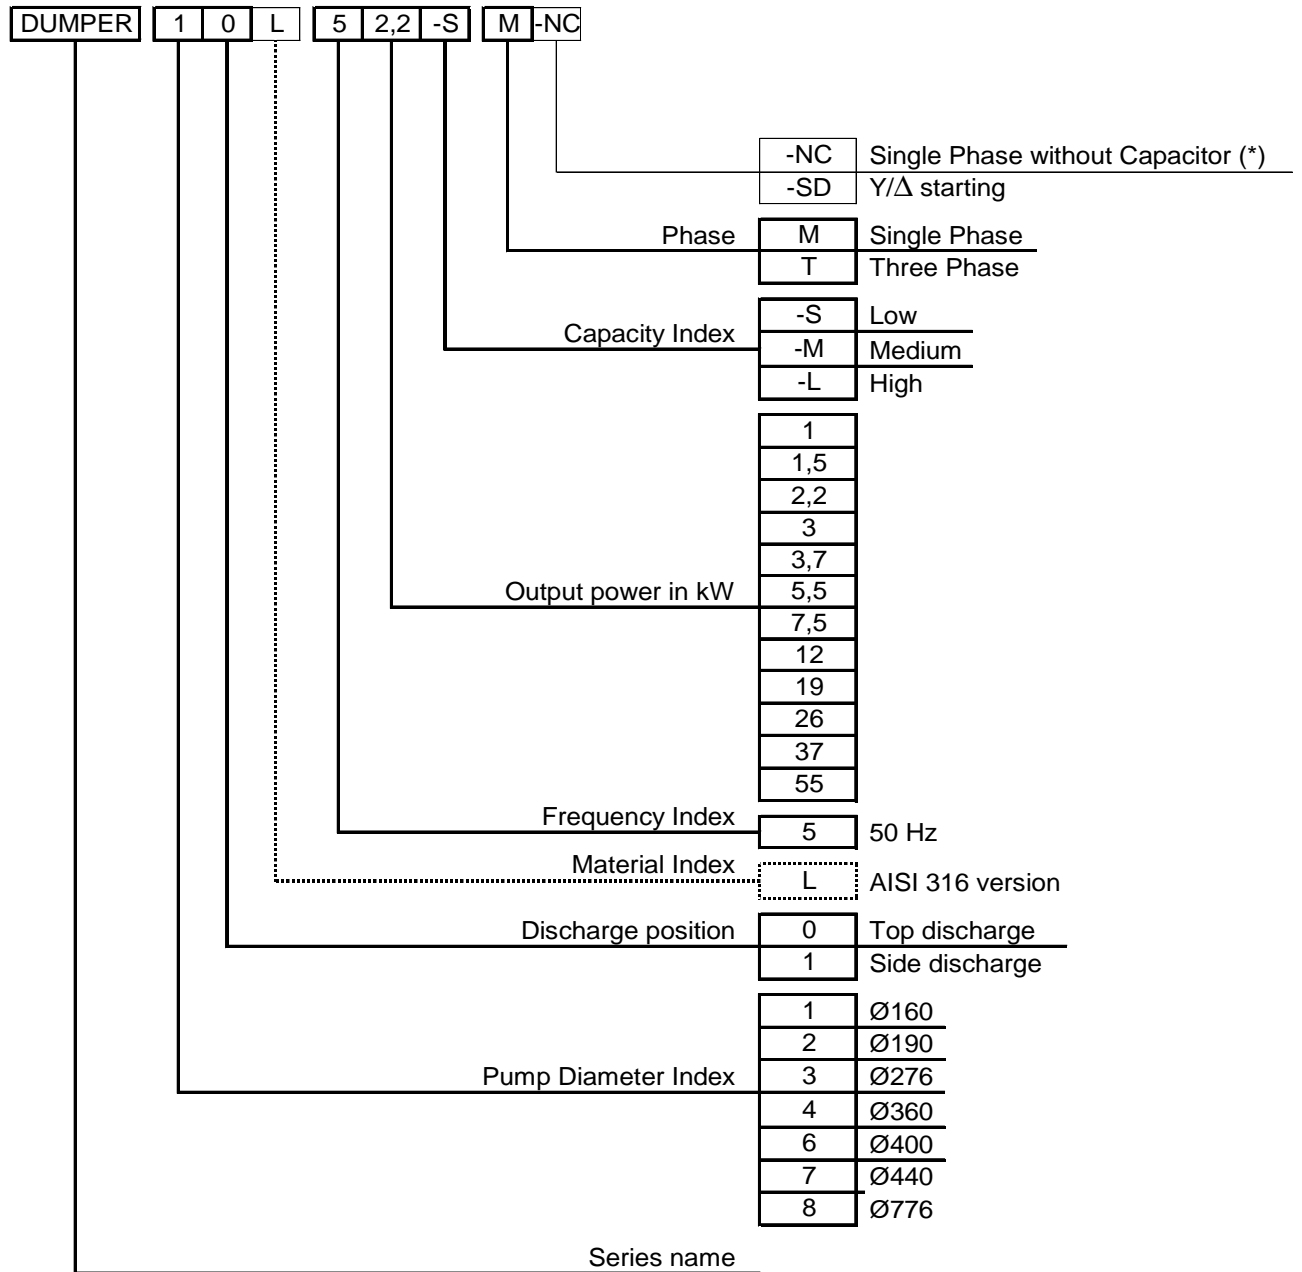 DUMPER 1 0 L 5 2,2 -S M -NC
-NC Single Phase without Capacitor (*)
-SD Y/Δ starting
Phase M Single Phase
T Three Phase
-S Low
Capacity Index
-M Medium
-L High
1
1,5
2,2
3
3,7
Output power in kW 5,5
7,5
12
19
26
37
55
Frequency Index
5 50 Hz
Material Index
L AISI 316 version
Discharge position 0 Top discharge
1 Side discharge
1 Ø160
2 Ø190
Pump Diameter Index 3 Ø276
4 Ø360
6 Ø400
7 Ø440
8 Ø776
Series name